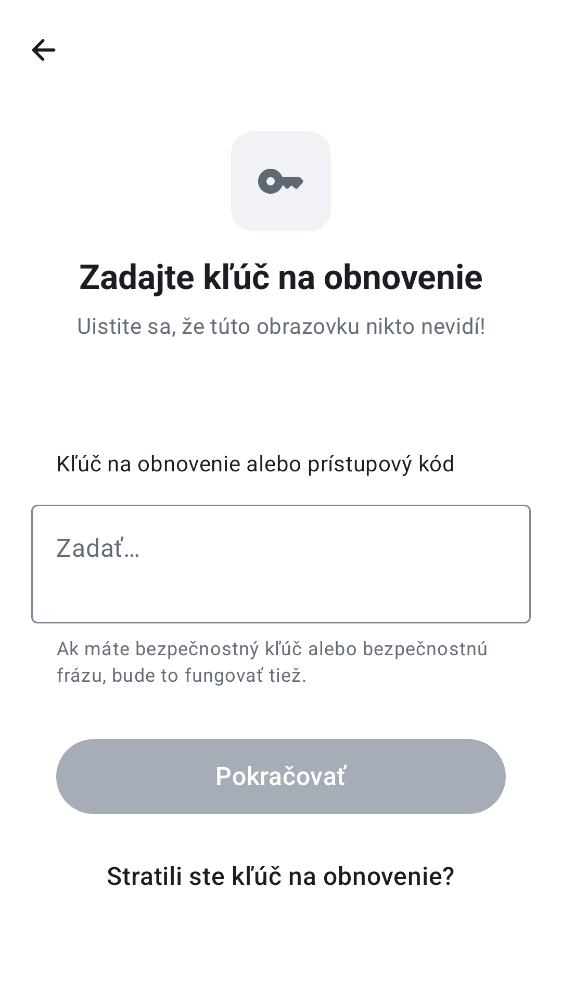 Zadajte kľúč na obnovenie
Uistite sa, že túto obrazovku nikto nevidí!
Kľúč na obnovenie alebo prístupový kód
Zadať…
Ak máte bezpečnostný kľúč alebo bezpečnostnú
frázu, bude to fungovať tiež.
Pokračovať
Stratili ste kľúč na obnovenie?